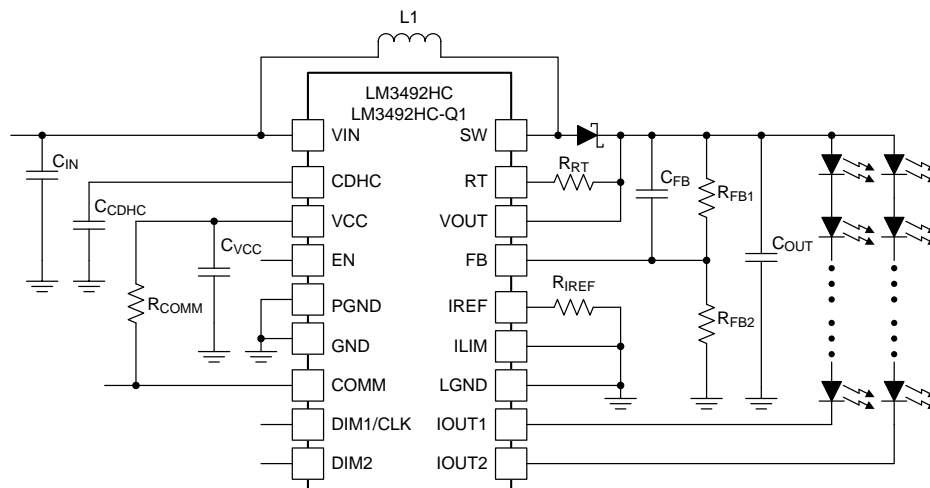 L1
LM3492HC
LM3492HC-Q1
VIN
SW
CIN
CDHC
RT
RRT
CFB
RFB1
CCDHC
VCC
VOUT
CVCC
COUT
EN
FB
RCOMM
PGND
IREF
RIREF
RFB2
GND
ILIM
COMM
LGND
DIM1/CLK
IOUT1
DIM2
IOUT2